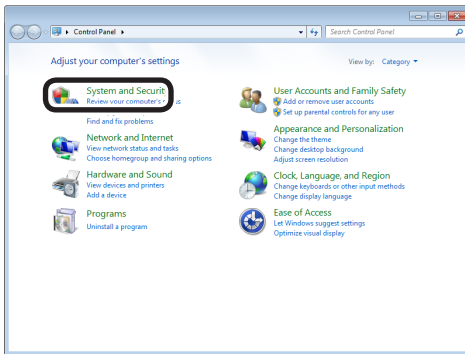 Control Panel
Search Control Panel
Adjust your computer's settings
View by: Category
System and Securit
Review your computer's
Find and fix problems
Network and Internet
View network status and tasks
Choose homegroup and sharing options
Hardware and Sound
View devices and printers
Add a device
Programs
Uninstall a program
User Accounts and Family Safety
Add or remove user accounts
Set up parental controls for any user
Appearance and Personalization
Change the theme
Change desktop background
Adjust screen resolution
Clock, Language, and Region
Change keyboards or other input methods
Change display language
Ease of Access
Let Windows suggest settings
Optimize visual display